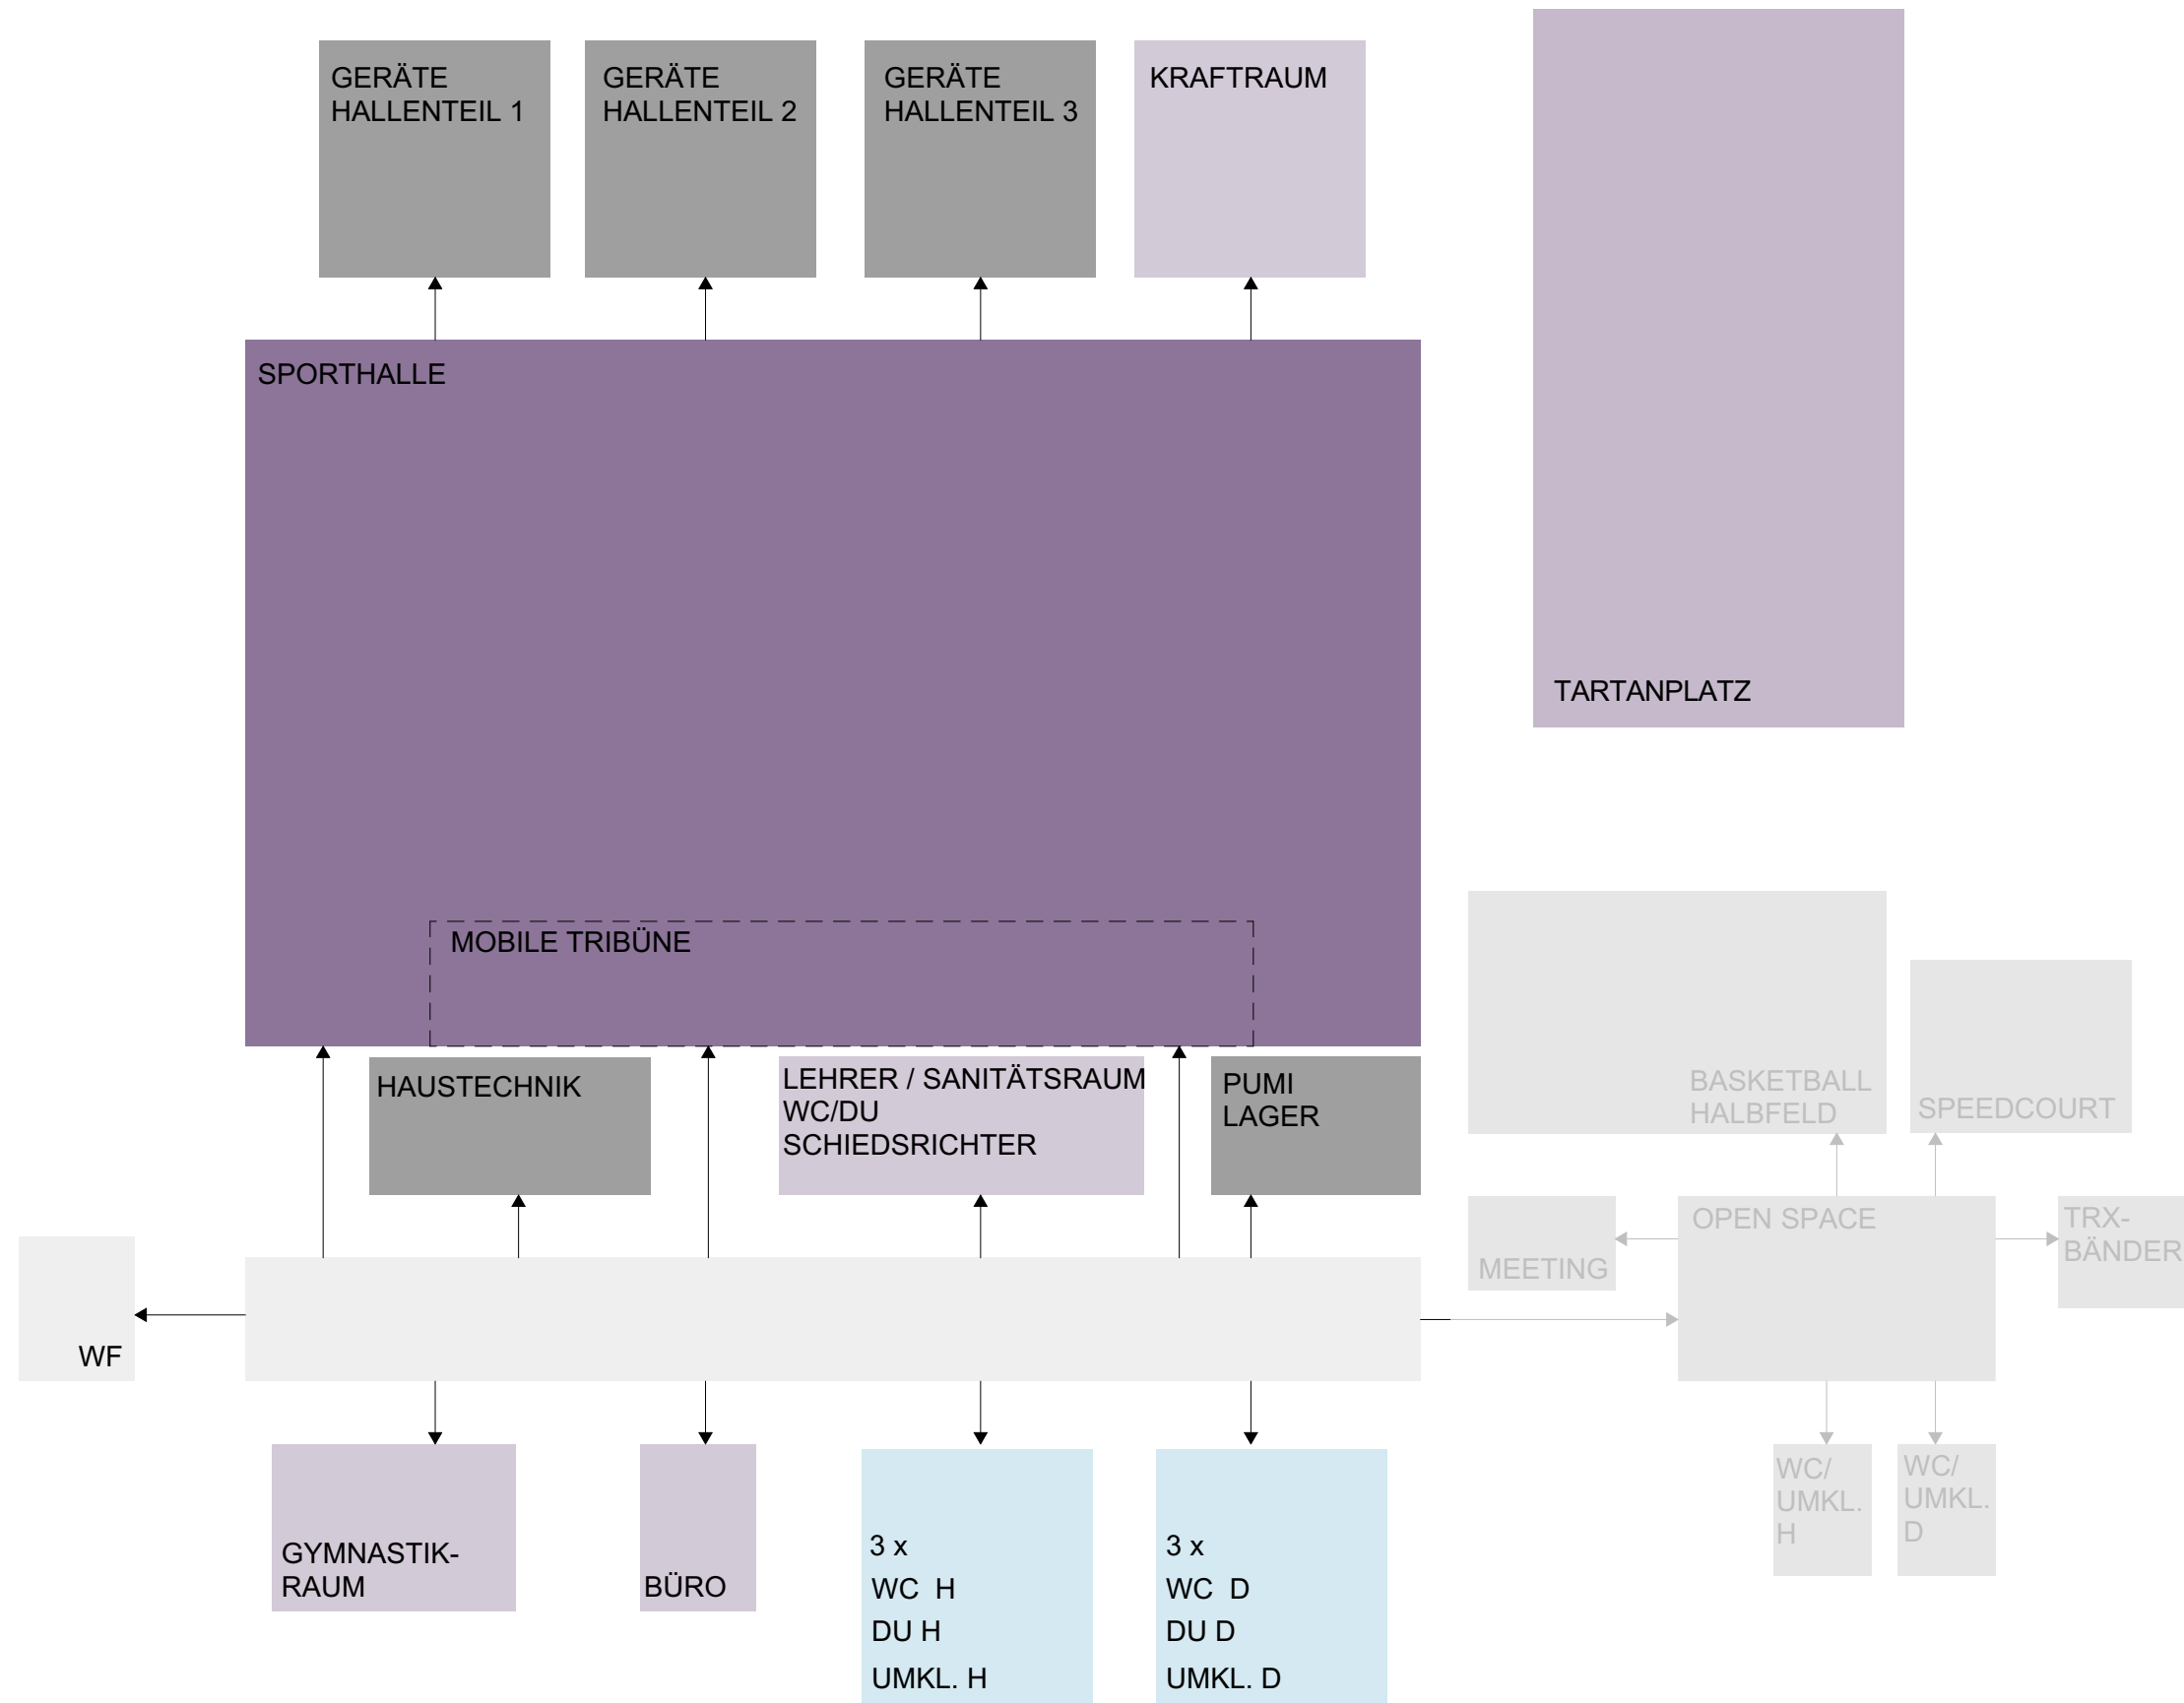 GERÄTE
HALLENTEIL 1
GERÄTE
HALLENTEIL 2
GERÄTE
HALLENTEIL 3
KRAFTRAUM
SPORTHALLE
TARTANPLATZ
MOBILE TRIBÜNE
HAUSTECHNIK
LEHRER / SANITÄTSRAUM
WC/DU
SCHIEDSRICHTER
PUMI
LAGER
BASKETBALL
HALBFELD
SPEEDCOURT
MEETING
OPEN SPACE
TRX-
BÄNDER
WF
GYMNASTIK-
RAUM
BÜRO
3 x
WC  H
DU H
UMKL. H
3 x
WC  D
DU D
UMKL. D
WC/
UMKL.
H
WC/
UMKL.
D